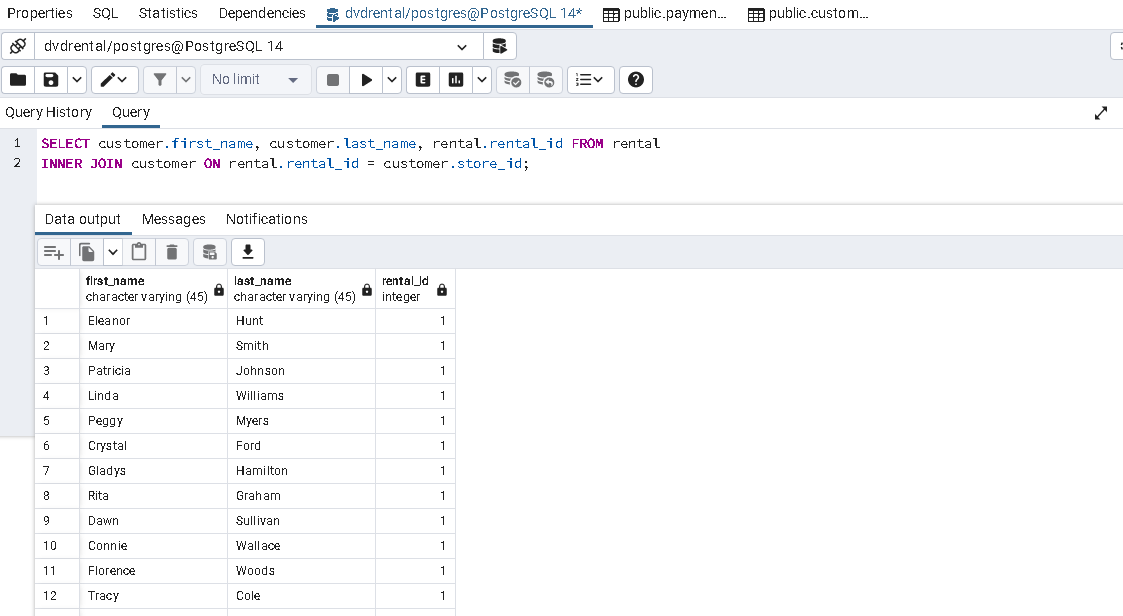 Properties SQL Statistics Dependencies dvdrental/postgres@PostgreSQL 14* public.paymen... public.custom...
dvdrental/postgres@PostgreSQL 14
No limit E
Query History Query
1 SELECT customer.first_name, customer.last_name, rental.rental_id FROM rental
2 INNER JOIN customer ON rental.rental_id = customer.store_id;
Data output Messages Notifications
first_name last_name rental_id
character varying (45) character varying (45) integer
1 Eleanor Hunt 1
2 Mary Smith 1
3 Patricia Johnson 1
4 Linda Williams 1
5 Peggy Myers 1
6 Crystal Ford 1
7 Gladys Hamilton 1
8 Rita Graham 1
9 Dawn Sullivan 1
10 Connie Wallace 1
11 Florence Woods 1
12 Tracy Cole 1